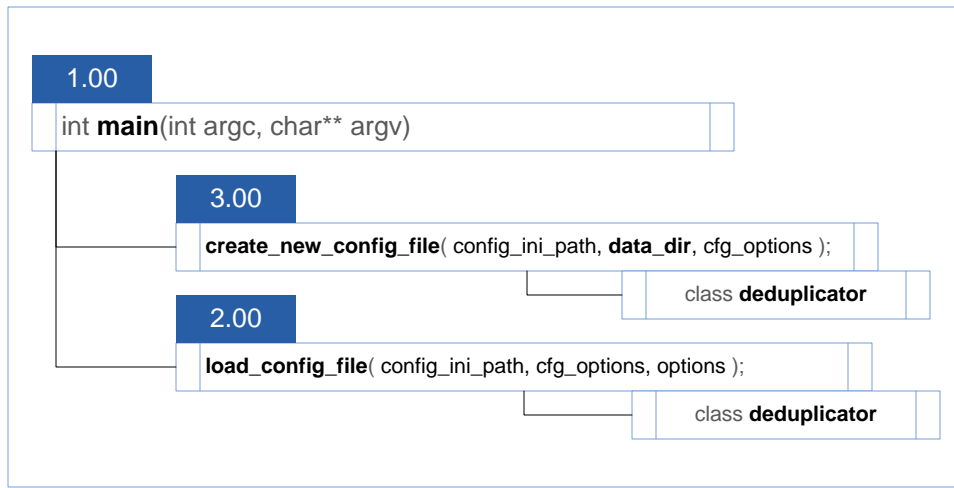 1.00
int main(int argc, char** argv)
3.00
create_new_config_file( config_ini_path, data_dir, cfg_options );
class deduplicator
2.00
load_config_file( config_ini_path, cfg_options, options );
class deduplicator